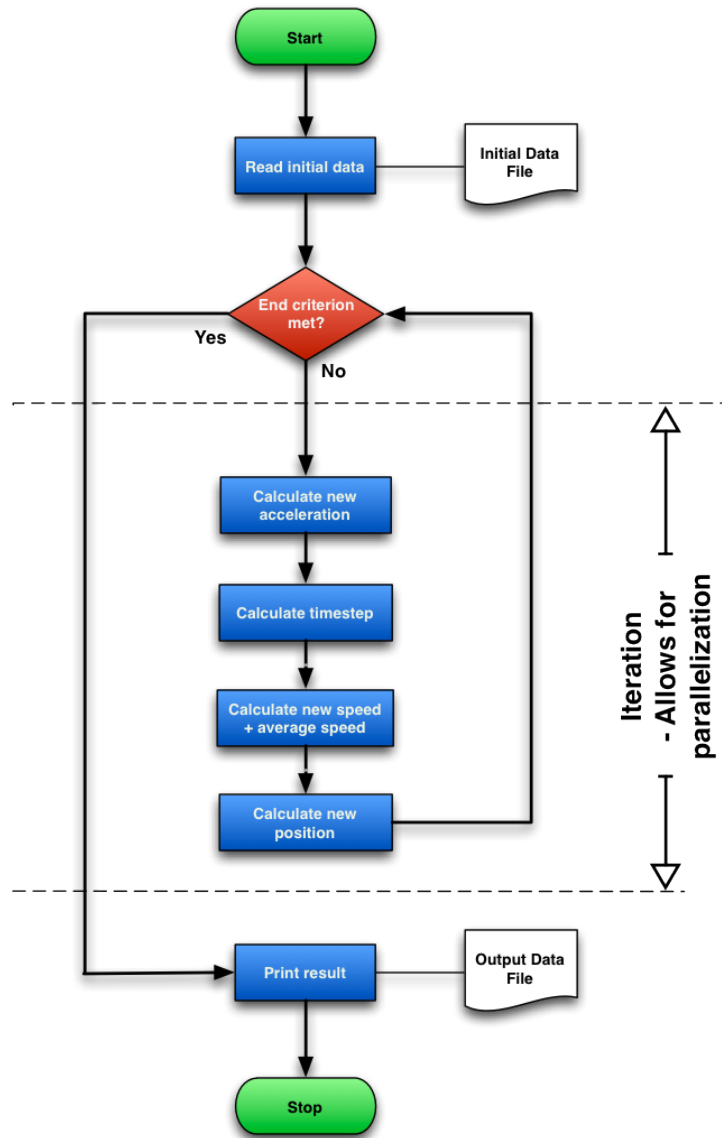 Start
Read initial data
Initial Data
File
End criterion
met?
Yes
No
Calculate new
acceleration
Calculate timestep
Calculate new speed
+ average speed
Calculate new
position
Iteration
- Allows for
parallelization
Print result
Output Data
File
Stop